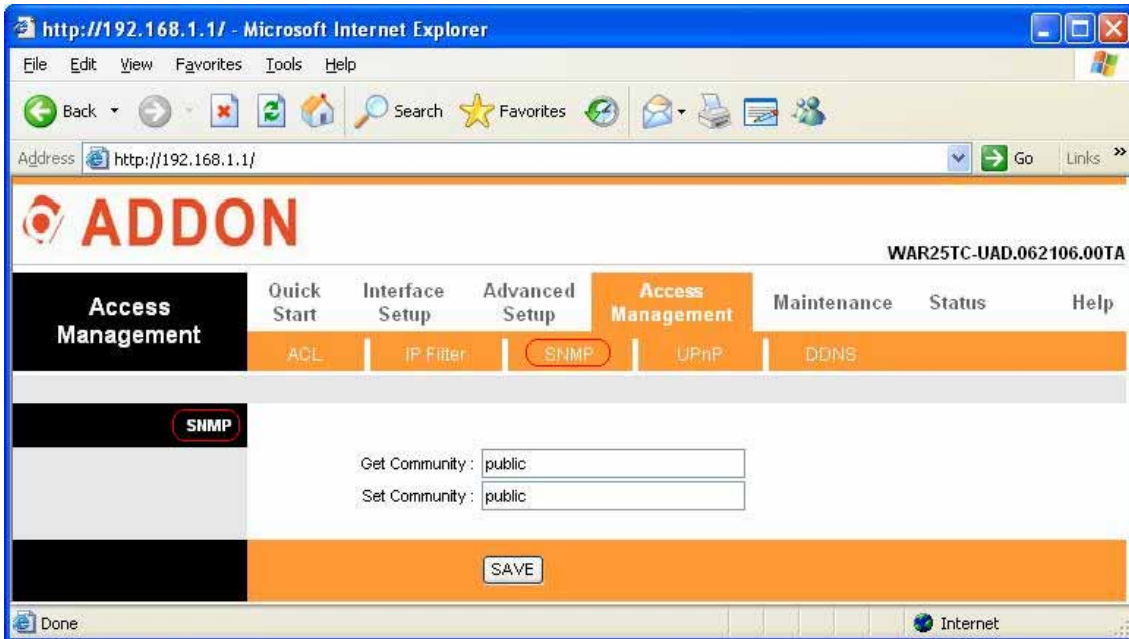 http://192.168.1.1/ - Microsoft Internet Explorer
File Edit View Favorites Tools Help
Back Search Favorites
Address http://192.168.1.1/ Go Links »
ADDON
WAR25TC-UAD.062106.00TA
Access Management
Quick Start
Interface Setup
Advanced Setup
Access Management
Maintenance
Status
Help
ACL IP Filter SNMP UPnP DDNS
SNMP
Get Community : public
Set Community : public
SAVE
Done Internet